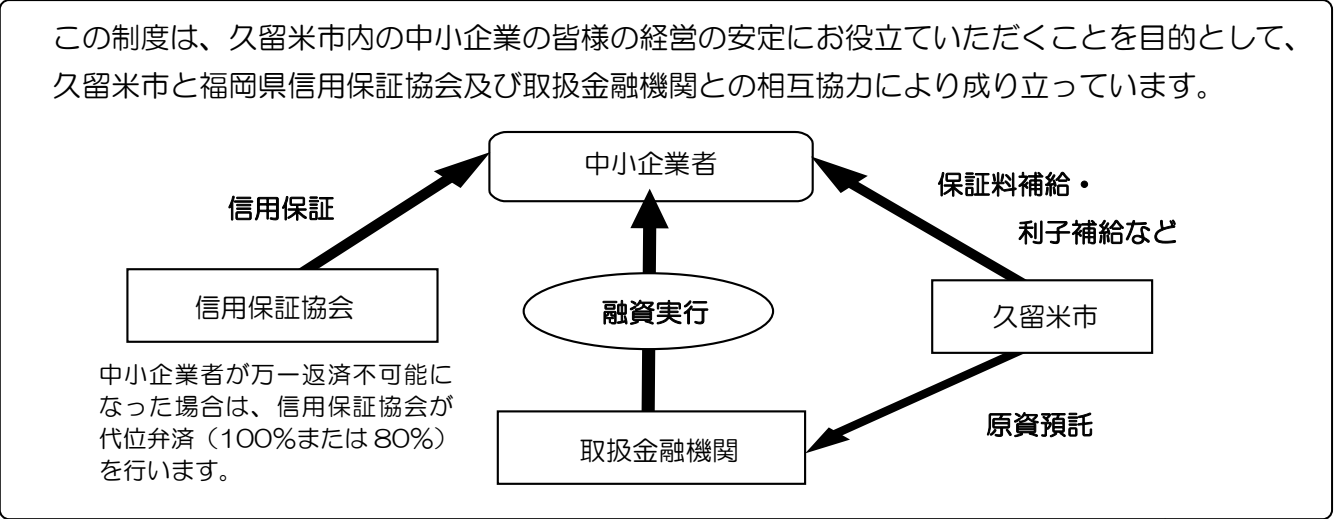 この制度は、久留米市内の中小企業の皆様の経営の安定にお役立ていただくことを目的として、
久留米市と福岡県信用保証協会及び取扱金融機関との相互協力により成り立っています。
中小企業者
信用保証
保証料補給・
利子補給など
信用保証協会
融資実行
久留米市
中小企業者が万一返済不可能に
なった場合は、信用保証協会が
代位弁済（100％または 80％）
を行います。
原資預託
取扱金融機関